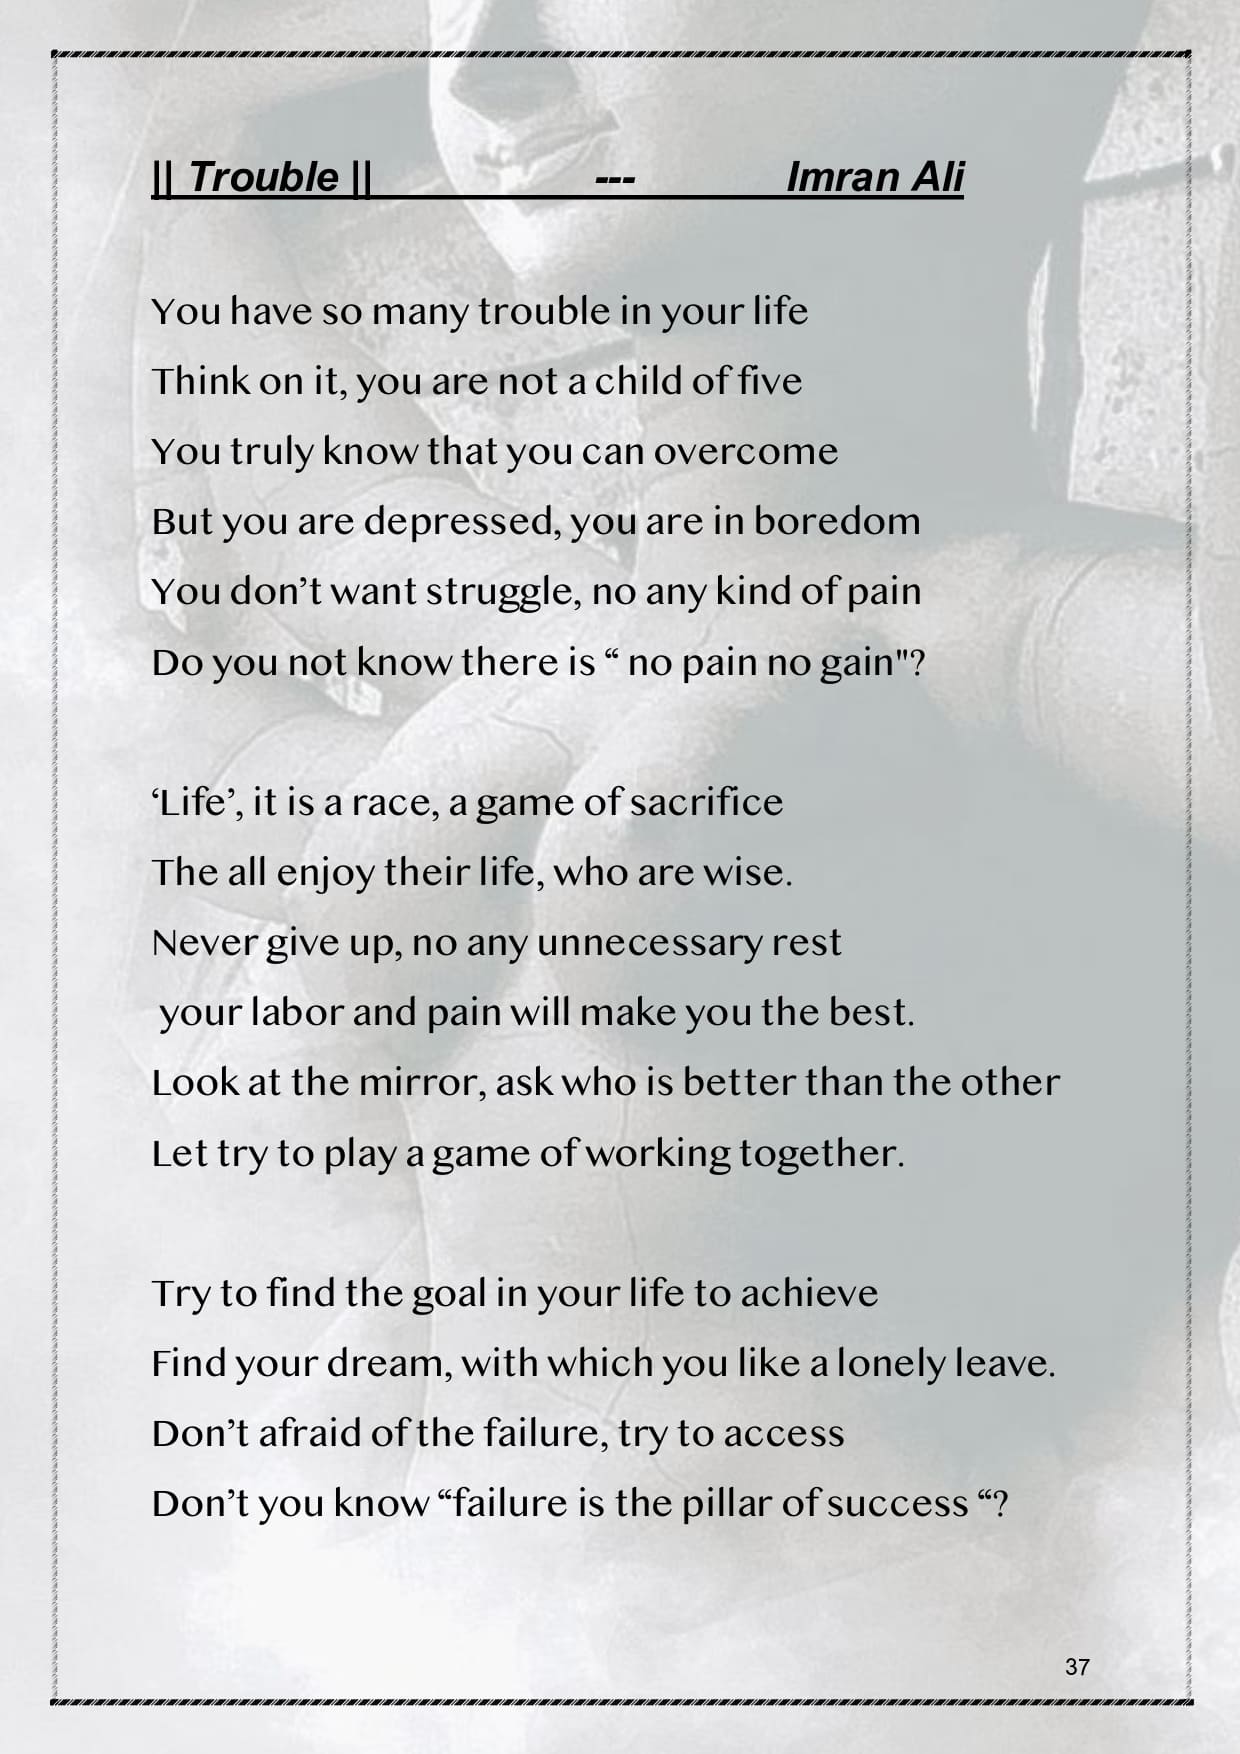 || Trouble || --- Imran Ali
You have so many trouble in your life
Think on it, you are not a child of five
You truly know that you can overcome
But you are depressed, you are in boredom
You don’t want struggle, no any kind of pain
Do you not know there is “ no pain no gain"?
‘Life’, it is a race, a game of sacrifice
The all enjoy their life, who are wise.
Never give up, no any unnecessary rest
your labor and pain will make you the best.
Look at the mirror, ask who is better than the other
Let try to play a game of working together.
Try to find the goal in your life to achieve
Find your dream, with which you like a lonely leave.
Don’t afraid of the failure, try to access
Don’t you know “failure is the pillar of success “?
37